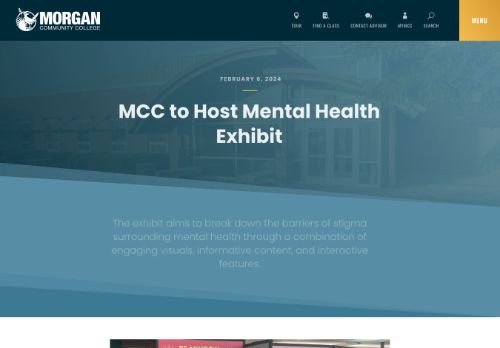 MORGAN
COMMUNITY COLLEGE
TOUR
FIND A CLASS
CONTACT ADVISOR
MYMCC
SEARCH
MENU
FEBRUARY 6, 2024
MCC to Host Mental Health
Exhibit
The exhibit aims to break down the barriers of stigma
surrounding mental health through a combination of
engaging visuals, informative content, and interactive
features.